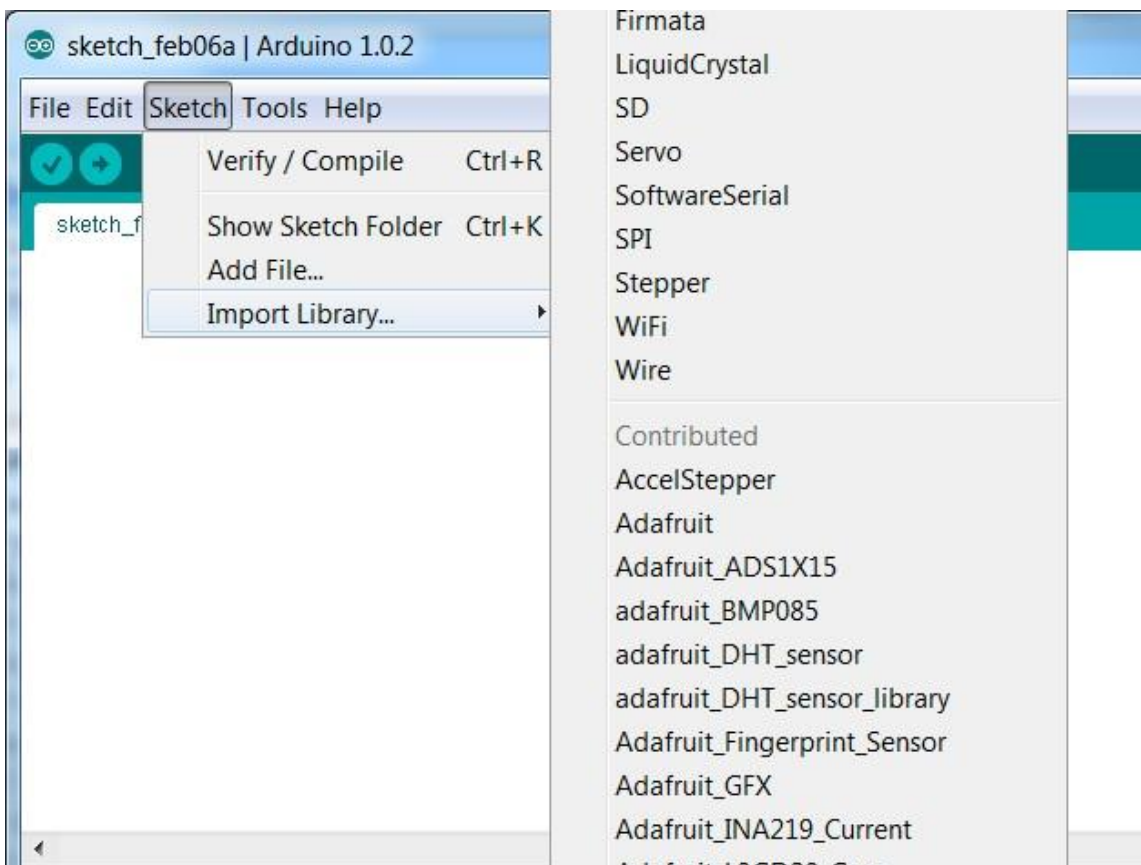 sketch_feb06a | Arduino 1.0.2
File Edit Sketch Tools Help
Verify / Compile Ctrl+R
sketch_f
Show Sketch Folder Ctrl+K
Add File...
Import Library...
Firmata
LiquidCrystal
SD
Servo
SoftwareSerial
SPI
Stepper
WiFi
Wire
Contributed
AccelStepper
Adafruit
Adafruit_ADS1X15
adafruit_BMP085
adafruit_DHT_sensor
adafruit_DHT_sensor_library
Adafruit_Fingerprint_Sensor
Adafruit_GFX
Adafruit_INA219_Current